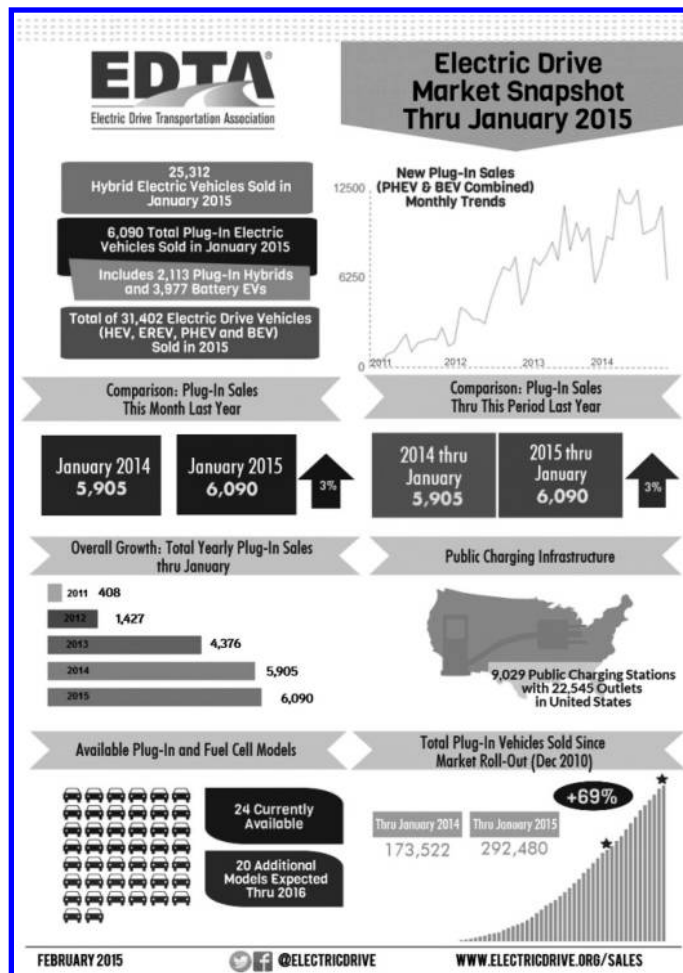 EDTA®
Electric Drive Transportation Association
Electric Drive
Market Snapshot
Thru January 2015
25,312
Hybrid Electric Vehicles Sold in
January 2015
6,090 Total Plug-In Electric
Vehicles Sold in January 2015
Includes 2,113 Plug-In Hybrids
and 3,977 Battery EVs
Total of 31,402 Electric Drive Vehicles
(HEV, EREV, PHEV and BEV)
Sold in 2015
New Plug-In Sales
(PHEV & BEV Combined)
Monthly Trends
12500
6250
0
2011
2012
2013
2014
Comparison: Plug-In Sales
This Month Last Year
Comparison: Plug-In Sales
Thru This Period Last Year
January 2014
5,905
January 2015
6,090
3%
2014 thru
January
5,905
2015 thru
January
6,090
3%
Overall Growth: Total Yearly Plug-In Sales
thru January
2011 408
2012 1,427
2013 4,376
2014 5,905
2015 6,090
Public Charging Infrastructure
9,029 Public Charging Stations
with 22,545 Outlets
in United States
Available Plug-In and Fuel Cell Models
24 Currently
Available
20 Additional
Models Expected
Thru 2016
Total Plug-In Vehicles Sold Since
Market Roll-Out (Dec 2010)
+69%
Thru January 2014
173,522
Thru January 2015
292,480
FEBRUARY 2015
@ELECTRICDRIVE
WWW.ELECTRICDRIVE.ORG/SALES